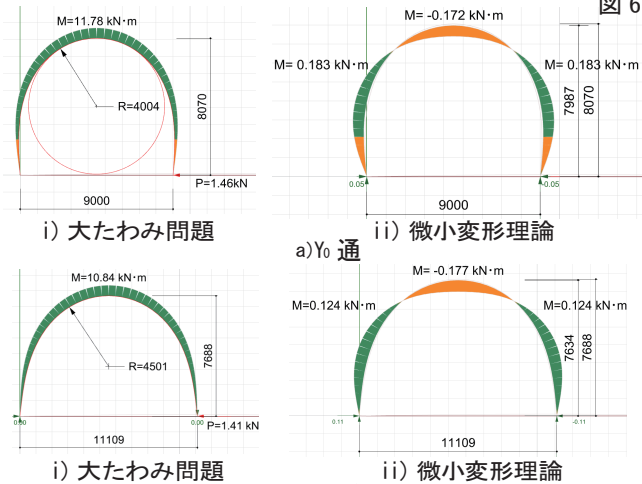 図 6
M=11.78 kN・m
R=4004
8070
P=1.46kN
9000
i) 大たわみ問題
M= -0.172 kN・m
M= 0.183 kN・m
M= 0.183 kN・m
7987
8070
0.05
-0.05
9000
ii) 微小変形理論
a)Y₀ 通
M=10.84 kN・m
R=4501
7688
0.00
0.00
P=1.41 kN
11109
i) 大たわみ問題
M= -0.177 kN・m
M=0.124 kN・m
M=0.124 kN・m
7634
7688
0.11
-0.11
11109
ii) 微小変形理論